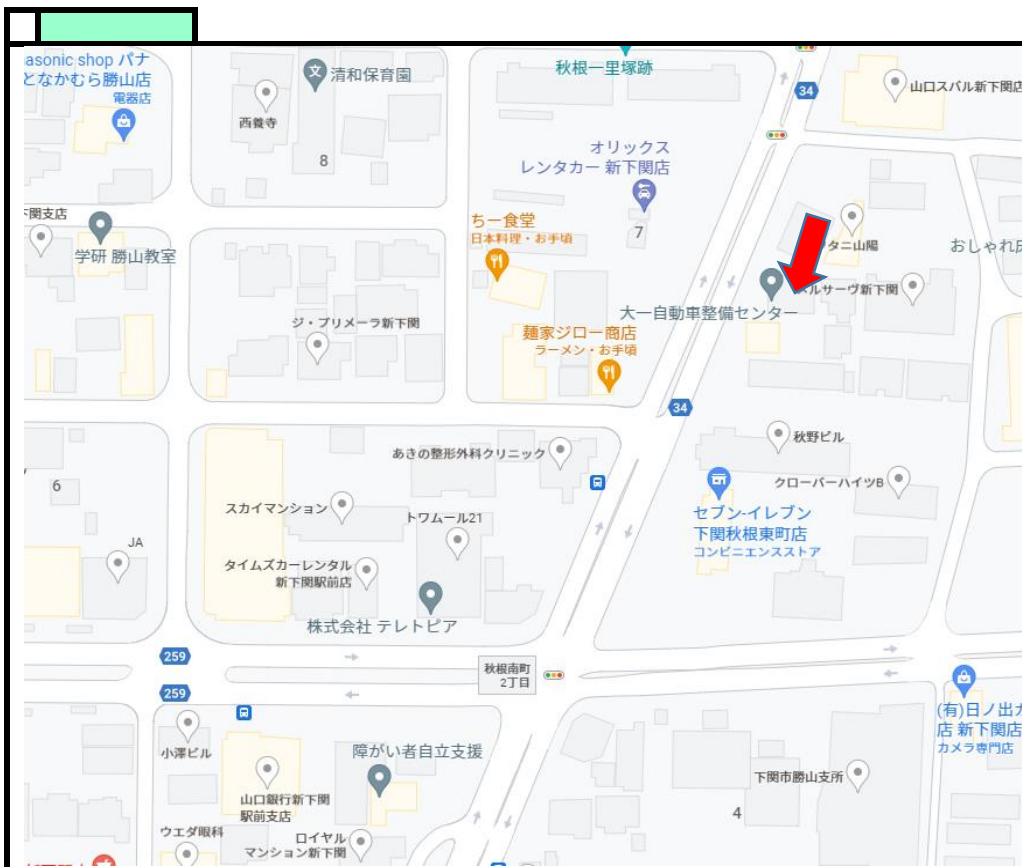 asonic shop パナ
となかむら勝山店
電器店
清和保育園
西養寺
8
秋根一里塚跡
34
山口スバル新下関店
オリックス
レンタカー 新下関店
7
下関支店
学研 勝山教室
ちー食堂
日本料理・お手頃
タニ山陽
おしゃれ
メルサーヴ新下関
大一自動車整備センター
ジ・プリメーラ新下関
麺家ジロー商店
ラーメン・お手頃
34
あきの整形外科クリニック
秋野ビル
6
スカイマンション
トワムール21
クローバーハイツB
セブン-イレブン
下関秋根東町店
コンビニエンスストア
JA
タイムズカーレンタル
新下関駅前店
株式会社 テレトピア
259
秋根南町
2丁目
259
(有)日ノ出カ
店 新下関店
カメラ専門店
小澤ビル
障がい者自立支援
山口銀行新下関
駅前支店
下関市勝山支所
4
ウエダ眼科
ロイヤル
マンション新下関